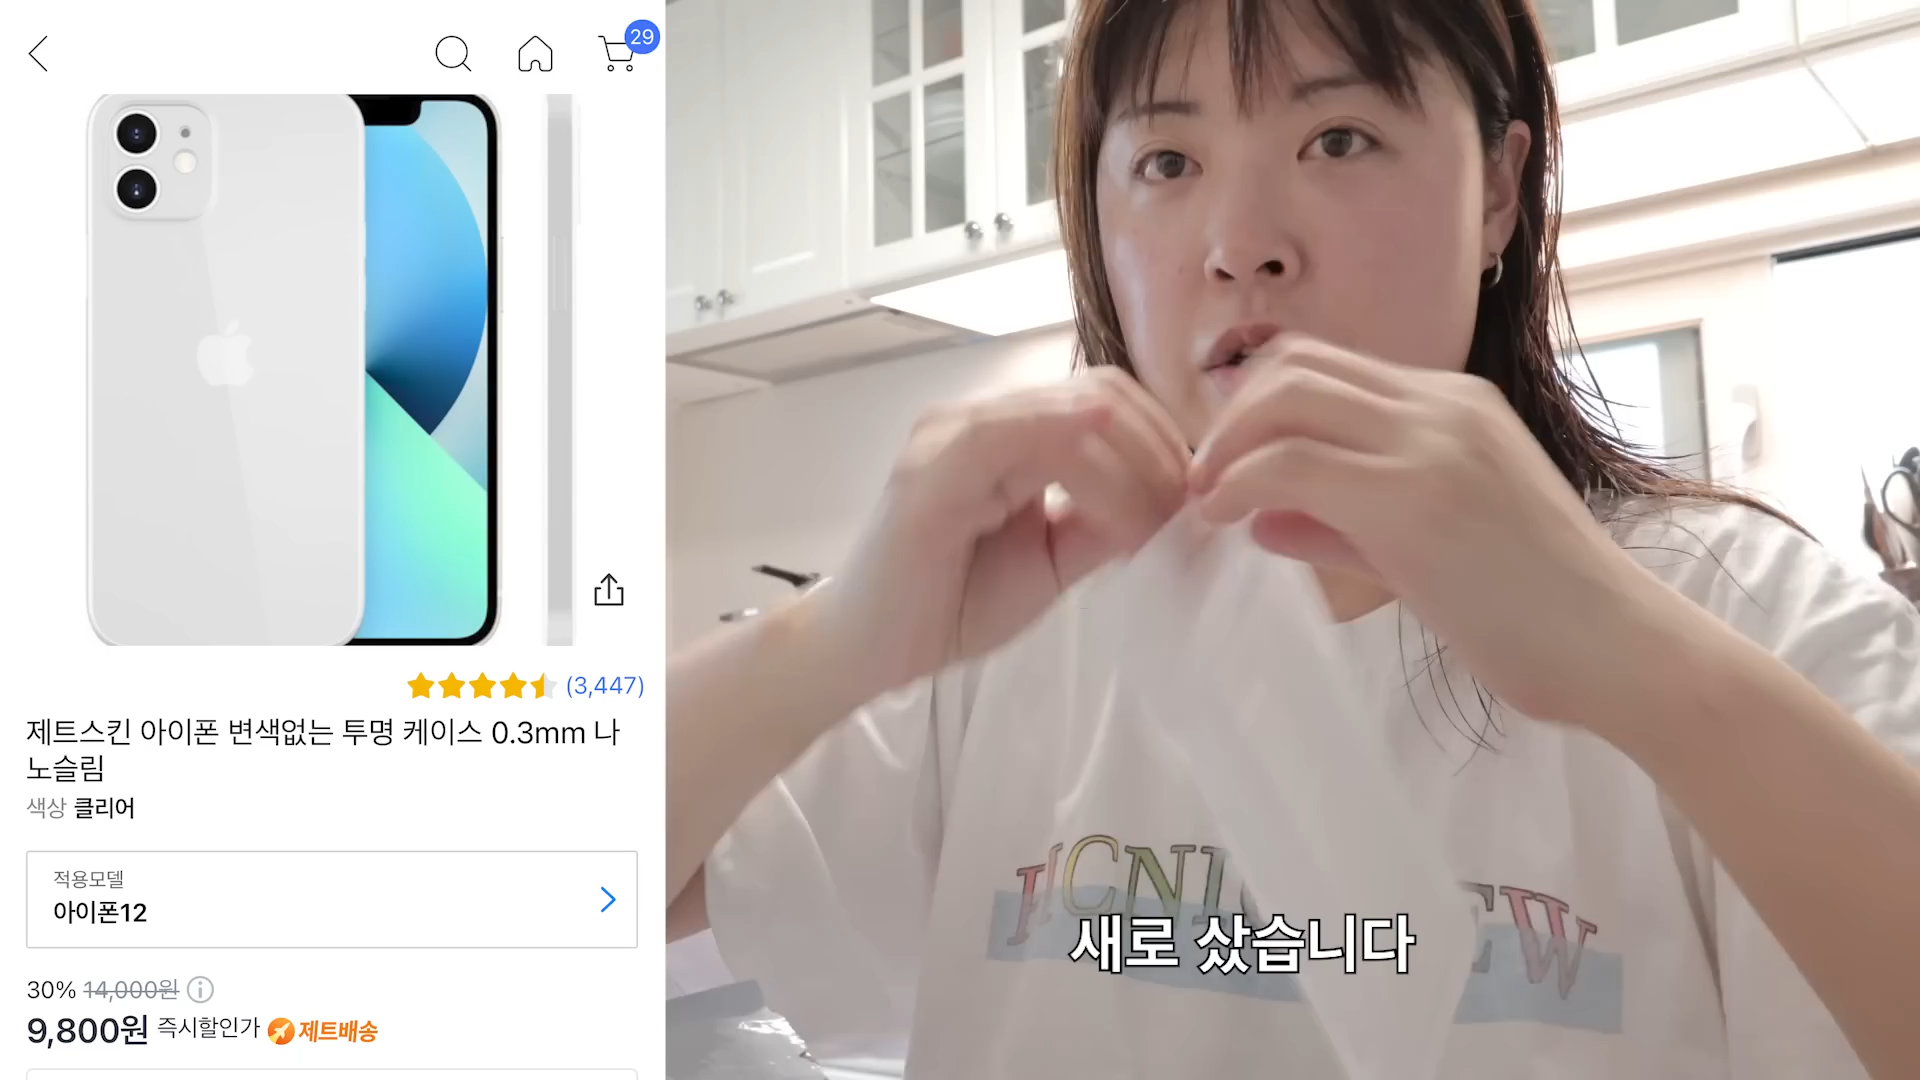 29
(3,447)
제트스킨 아이폰 변색없는 투명 케이스 0.3mm 나
노슬림
색상 클리어
적용모델
아이폰12
30% 14,000원
9,800원 즉시할인가 제트배송
새로 샀습니다